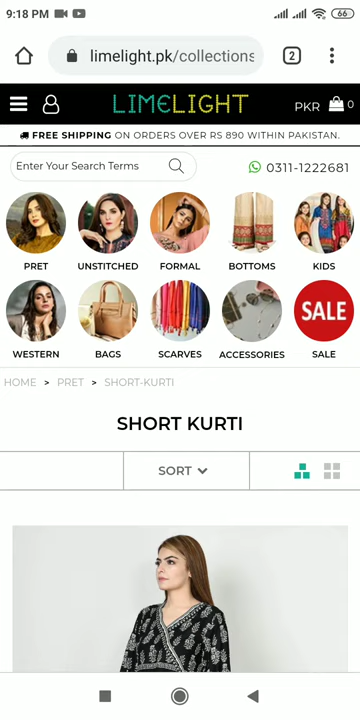 9:18 PM
66
limelight.pk/collections
2
LIMELIGHT
PKR
0
FREE SHIPPING ON ORDERS OVER RS 890 WITHIN PAKISTAN.
Enter Your Search Terms
0311-1222681
PRET UNSTITCHED FORMAL BOTTOMS KIDS
SALE
WESTERN BAGS SCARVES ACCESSORIES SALE
HOME > PRET > SHORT-KURTI
SHORT KURTI
SORT